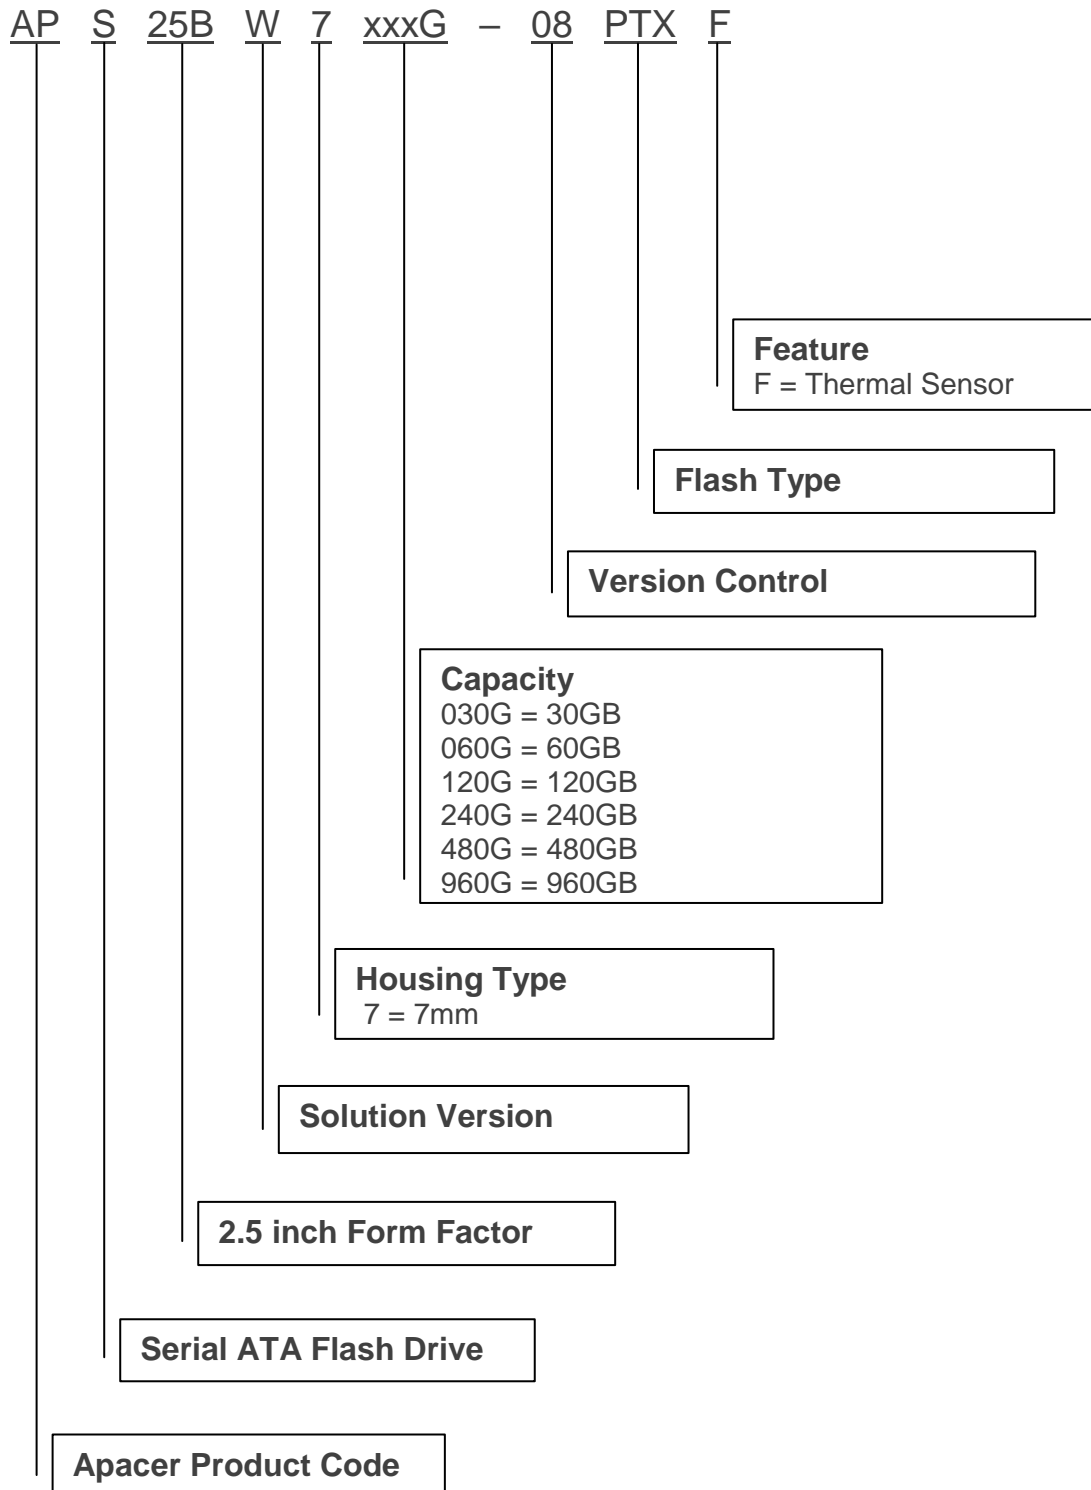 AP S 25B W 7 xxxG – 08 PTX F
Feature
F = Thermal Sensor
Flash Type
Version Control
Capacity
030G = 30GB
060G = 60GB
120G = 120GB
240G = 240GB
480G = 480GB
960G = 960GB
Housing Type
7 = 7mm
Solution Version
2.5 inch Form Factor
Serial ATA Flash Drive
Apacer Product Code